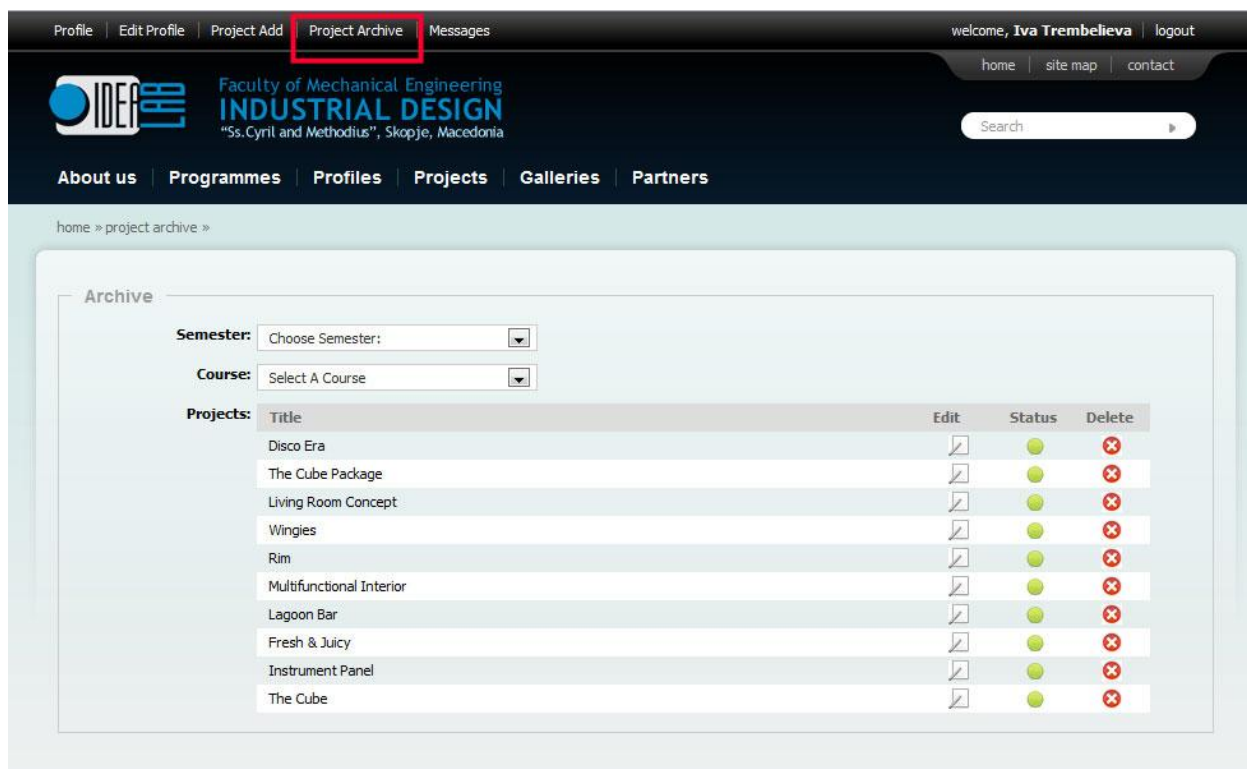 Profile | Edit Profile | Project Add | Project Archive | Messages
welcome, Iva Trembelieva | logout
home | site map | contact
IDEA LAB
Faculty of Mechanical Engineering
INDUSTRIAL DESIGN
"Ss.Cyril and Methodius", Skopje, Macedonia
Search
About us | Programmes | Profiles | Projects | Galleries | Partners
home » project archive »
Archive
Semester: Choose Semester:
Course: Select A Course
Projects: Title Edit Status Delete
Disco Era
The Cube Package
Living Room Concept
Wingies
Rim
Multifunctional Interior
Lagoon Bar
Fresh & Juicy
Instrument Panel
The Cube